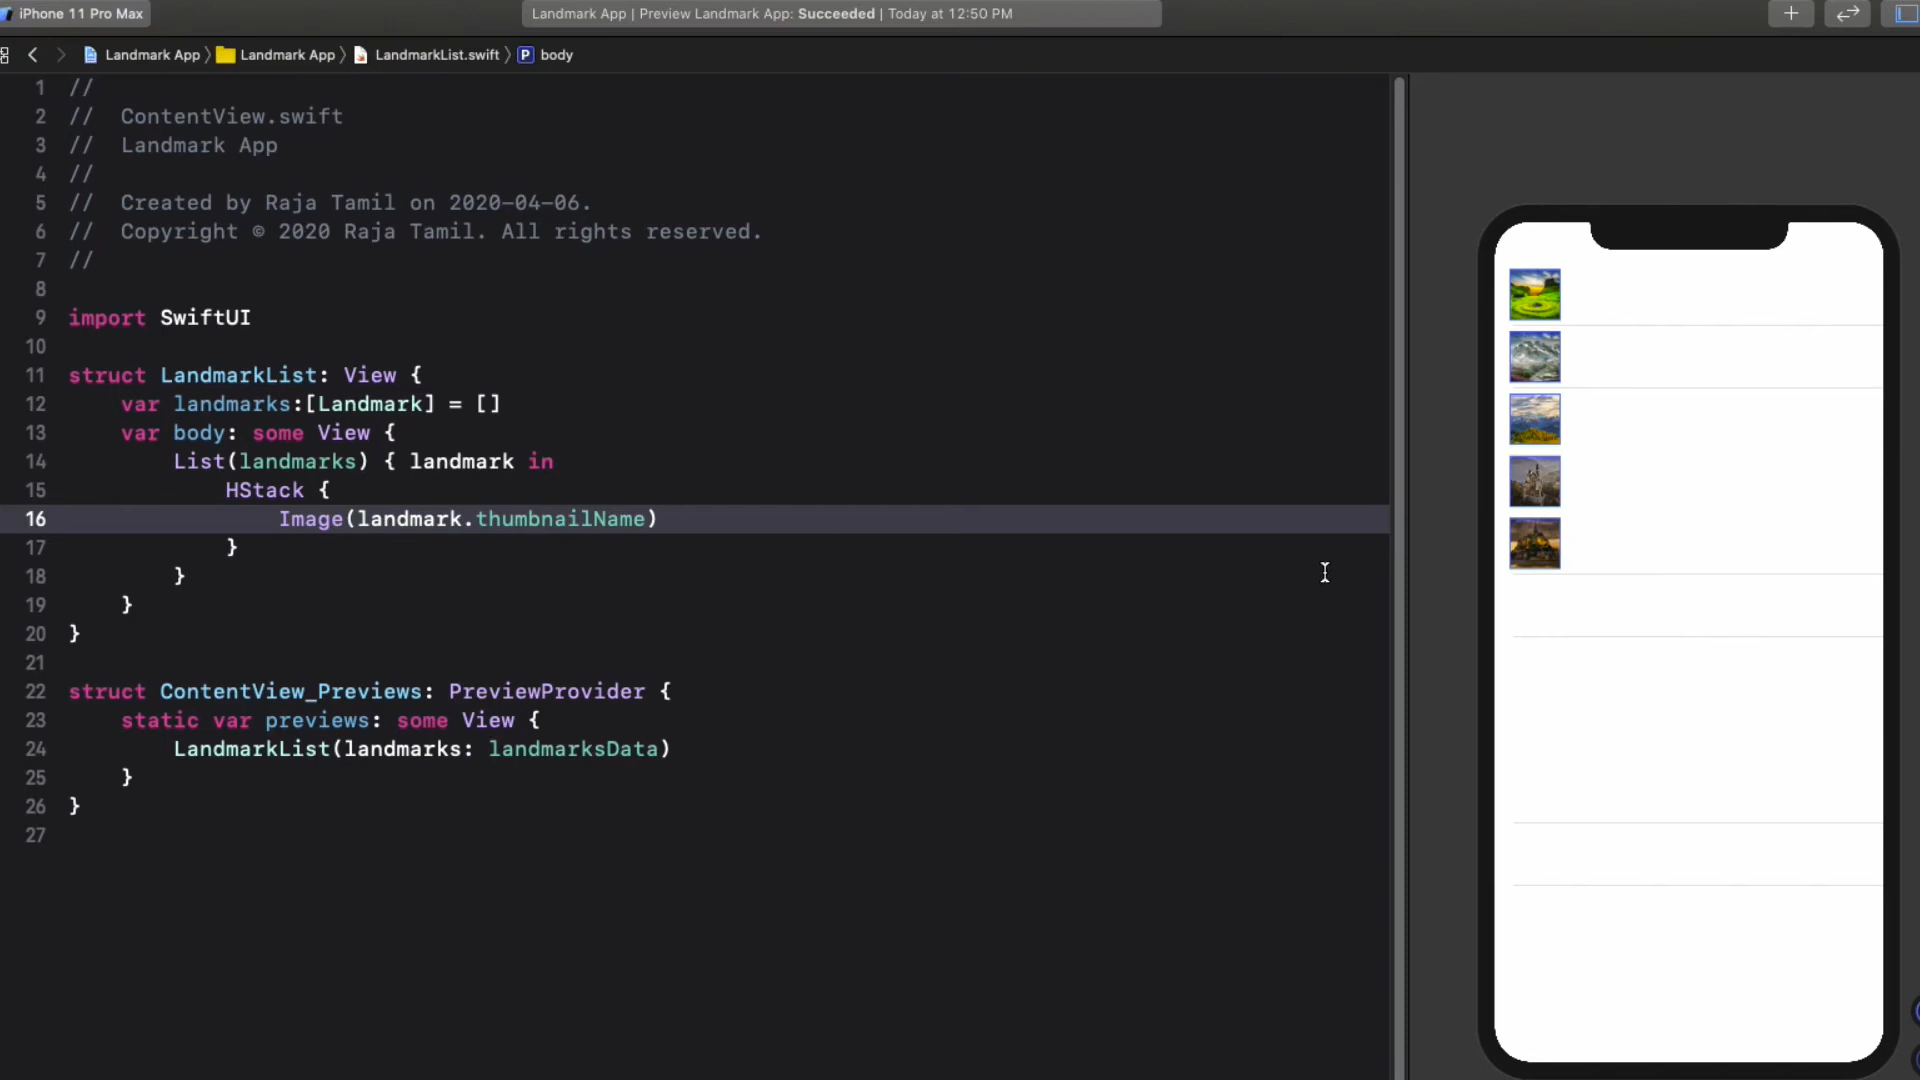 iPhone 11 Pro Max
Landmark App | Preview Landmark App: Succeeded | Today at 12:50 PM
Landmark App 〉 Landmark App 〉 LandmarkList.swift 〉 P body
1 //
2 //  ContentView.swift
3 //  Landmark App
4 //
5 //  Created by Raja Tamil on 2020-04-06.
6 //  Copyright © 2020 Raja Tamil. All rights reserved.
7 //
8
9 import SwiftUI
10
11 struct LandmarkList: View {
12     var landmarks:[Landmark] = []
13     var body: some View {
14         List(landmarks) { landmark in
15             HStack {
16                 Image(landmark.thumbnailName)
17             }
18         }
19     }
20 }
21
22 struct ContentView_Previews: PreviewProvider {
23     static var previews: some View {
24         LandmarkList(landmarks: landmarksData)
25     }
26 }
27